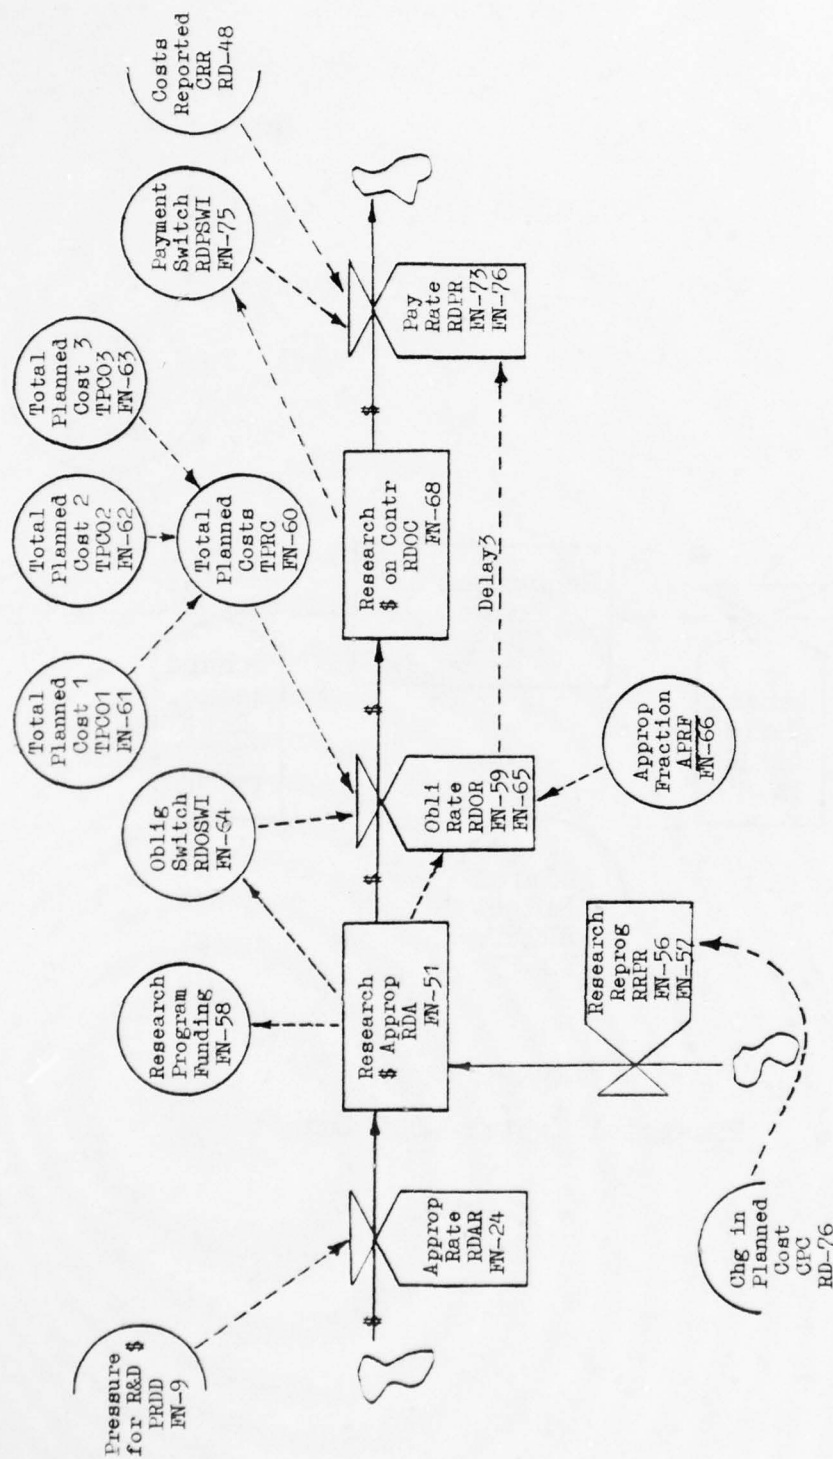 Pressure
for R&D $
PRDD
FN-9
$
Approp
Rate
RDAR
FN-24
Chg in
Planned
Cost
CPC
RD-76
Research
Reprog
RRPR
FN-56
FN-57
Research
$ Approp
RDA
FN-51
Research
Program
Funding
FN-58
Oblig
Switch
RDOSWI
FN-64
$
Obli
Rate
RDOR
FN-59
FN-65
Approp
Fraction
APRF
FN-66
$
Total
Planned
Cost 1
TPCO1
FN-61
Total
Planned
Cost 2
TPCO2
FN-62
Total
Planned
Cost 3
TPCO3
FN-63
Total
Planned
Costs
TPRC
FN-60
Research
$ on Contr
RDOC
FN-68
Delay3
$
Payment
Switch
RDPSWI
FN-75
Pay
Rate
RDPR
FN-73
FN-76
Costs
Reported
CRR
RD-48